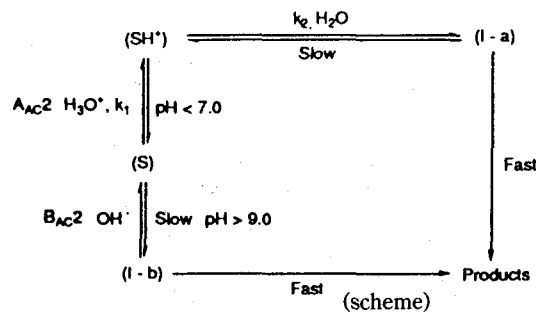 k₂, H₂O
(SH⁺) (I - a)
Slow
A_AC2 H₃O⁺, k₁ pH < 7.0
Fast
(S)
B_AC2 OH⁻ Slow pH > 9.0
(I - b) Products
Fast
(scheme)